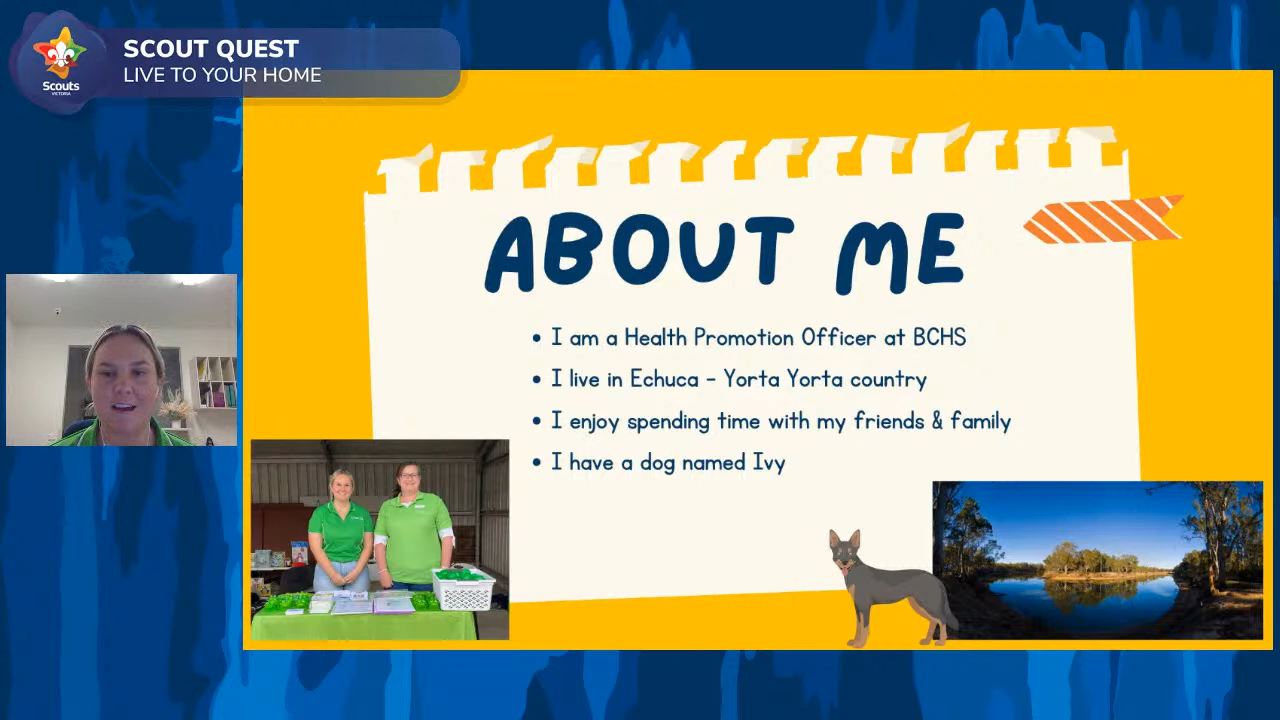 SCOUT QUEST
LIVE TO YOUR HOME
Scouts
VICTORIA
ABOUT ME
• I am a Health Promotion Officer at BCHS
• I live in Echuca - Yorta Yorta country
• I enjoy spending time with my friends & family
• I have a dog named Ivy